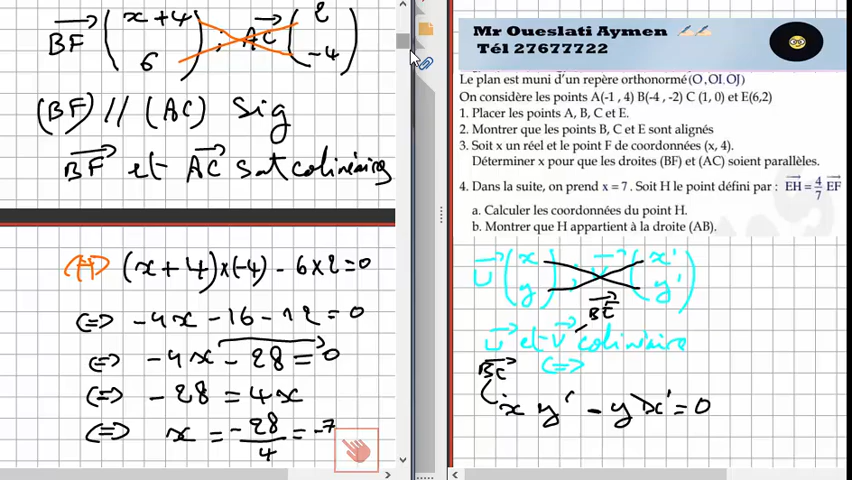 BF (x+4 6) ; AC (2 -4)
(BF) // (AC) Sig
BF et AC sat colinéaires
(H) (x+4)x(-4) - 6x2=0
<=> -4x -16 -12 = 0
<=> -4x - 28 = 0
<=> -28 = 4x
<=> x = -28/4 = -7
Mr Oueslati Aymen
Tél 27677722
Le plan est muni d'un repère orthonormé (O, OI, OJ)
On considère les points A(-1 , 4) B(-4 , -2) C (1, 0) et E(6,2)
1. Placer les points A, B, C et E.
2. Montrer que les points B, C et E sont alignés
3. Soit x un réel et le point F de coordonnées (x, 4).
Déterminer x pour que les droites (BF) et (AC) soient parallèles.
4. Dans la suite, on prend x = 7 . Soit H le point défini par : EH = 4/7 EF
a. Calculer les coordonnées du point H.
b. Montrer que H appartient à la droite (AB).
U (x y) ; V (x' y')
BE
U et V colinéaire
BC <=>
x y' - y x' = 0